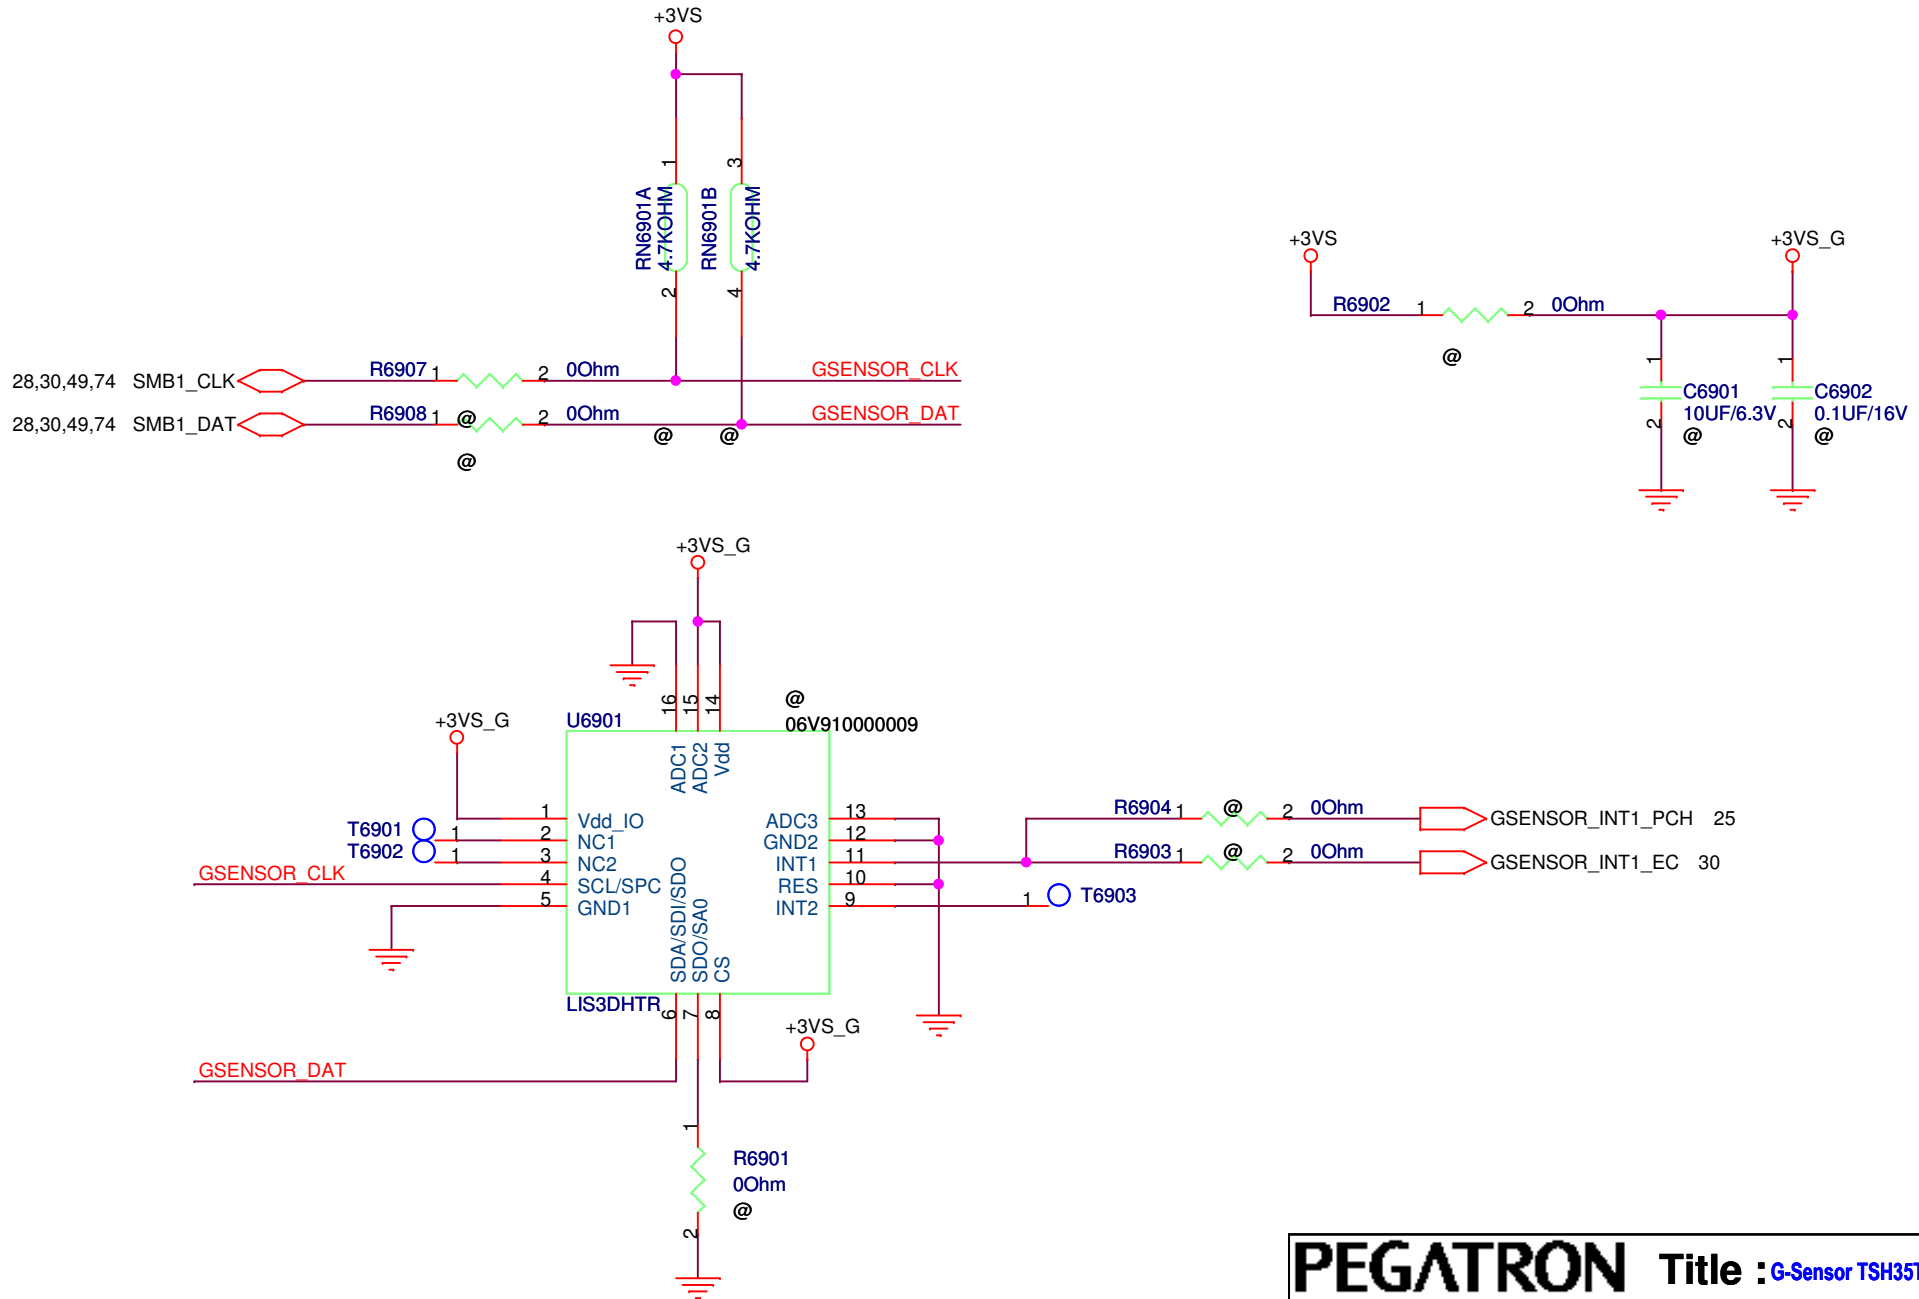 +3VS
1
3
RN6901A
4.7KOHM
RN6901B
4.7KOHM
2
4
28,30,49,74 SMB1_CLK R6907 1 2 0Ohm GSENSOR_CLK
28,30,49,74 SMB1_DAT R6908 1 @ 2 0Ohm GSENSOR_DAT
@ @
@
+3VS +3VS_G
R6902 1 2 0Ohm
@
1 1
C6901 C6902
10UF/6.3V 0.1UF/16V
2 @ 2 @
+3VS_G
16 15 14
@
+3VS_G U6901 06V910000009
ADC1 ADC2 Vdd
1 Vdd_IO ADC3 13
T6901 1 2 NC1 GND2 12
T6902 1 3 NC2 INT1 11
GSENSOR_CLK 4 SCL/SPC RES 10
5 GND1 INT2 9
SDA/SDI/SDO SDO/SA0 CS
R6904 1 @ 2 0Ohm GSENSOR_INT1_PCH 25
R6903 1 @ 2 0Ohm GSENSOR_INT1_EC 30
1 T6903
LIS3DHTR 6 7 8
+3VS_G
GSENSOR_DAT
1
R6901
0Ohm
@
2
PEGATRON Title : G-Sensor TSH35T